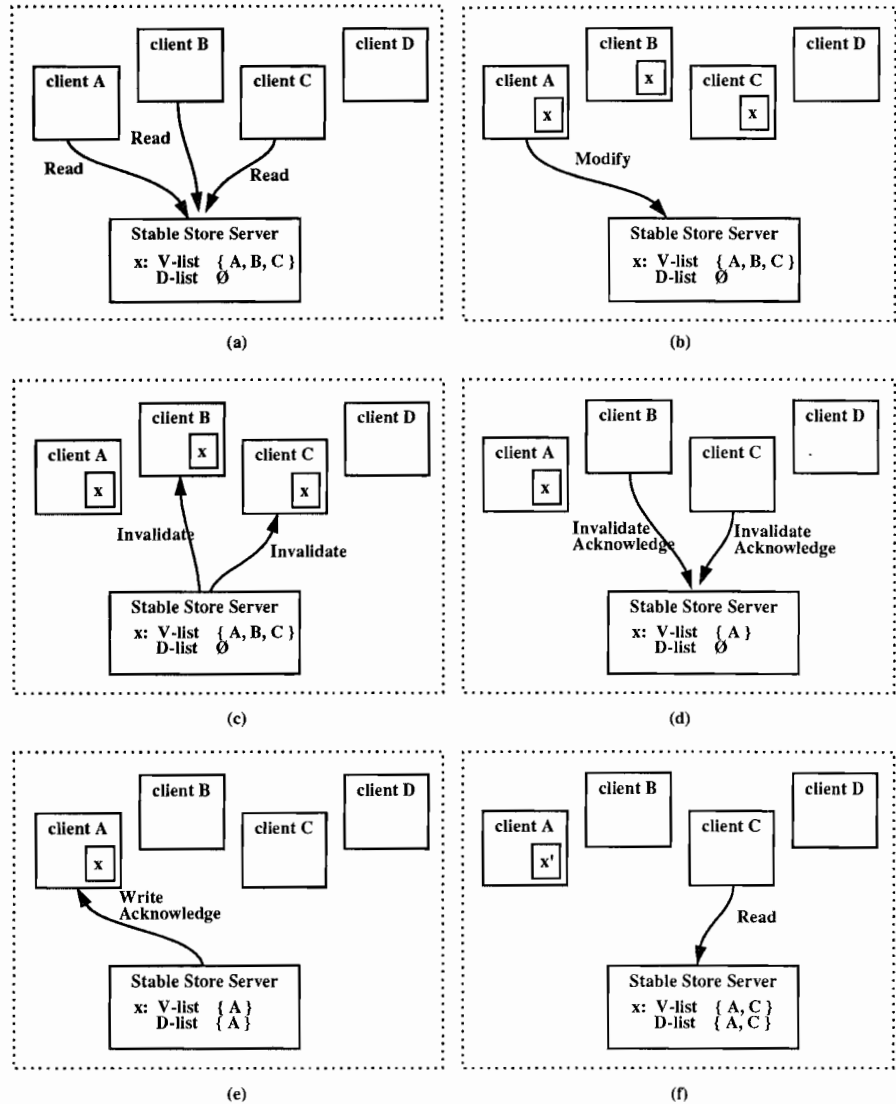 client B
client D
client A
client C
Read
Read
Read
Stable Store Server
x: V-list { A, B, C }
D-list Ø
(a)
client B
client D
client A
client C
x
x
x
Modify
Stable Store Server
x: V-list { A, B, C }
D-list Ø
(b)
client B
client D
client A
client C
x
x
x
Invalidate
Invalidate
Stable Store Server
x: V-list { A, B, C }
D-list Ø
(c)
client B
client D
client A
client C
x
Invalidate
Acknowledge
Invalidate
Acknowledge
Stable Store Server
x: V-list { A }
D-list Ø
(d)
client B
client D
client A
client C
x
Write
Acknowledge
Stable Store Server
x: V-list { A }
D-list { A }
(e)
client B
client D
client A
client C
x'
Read
Stable Store Server
x: V-list { A, C }
D-list { A, C }
(f)